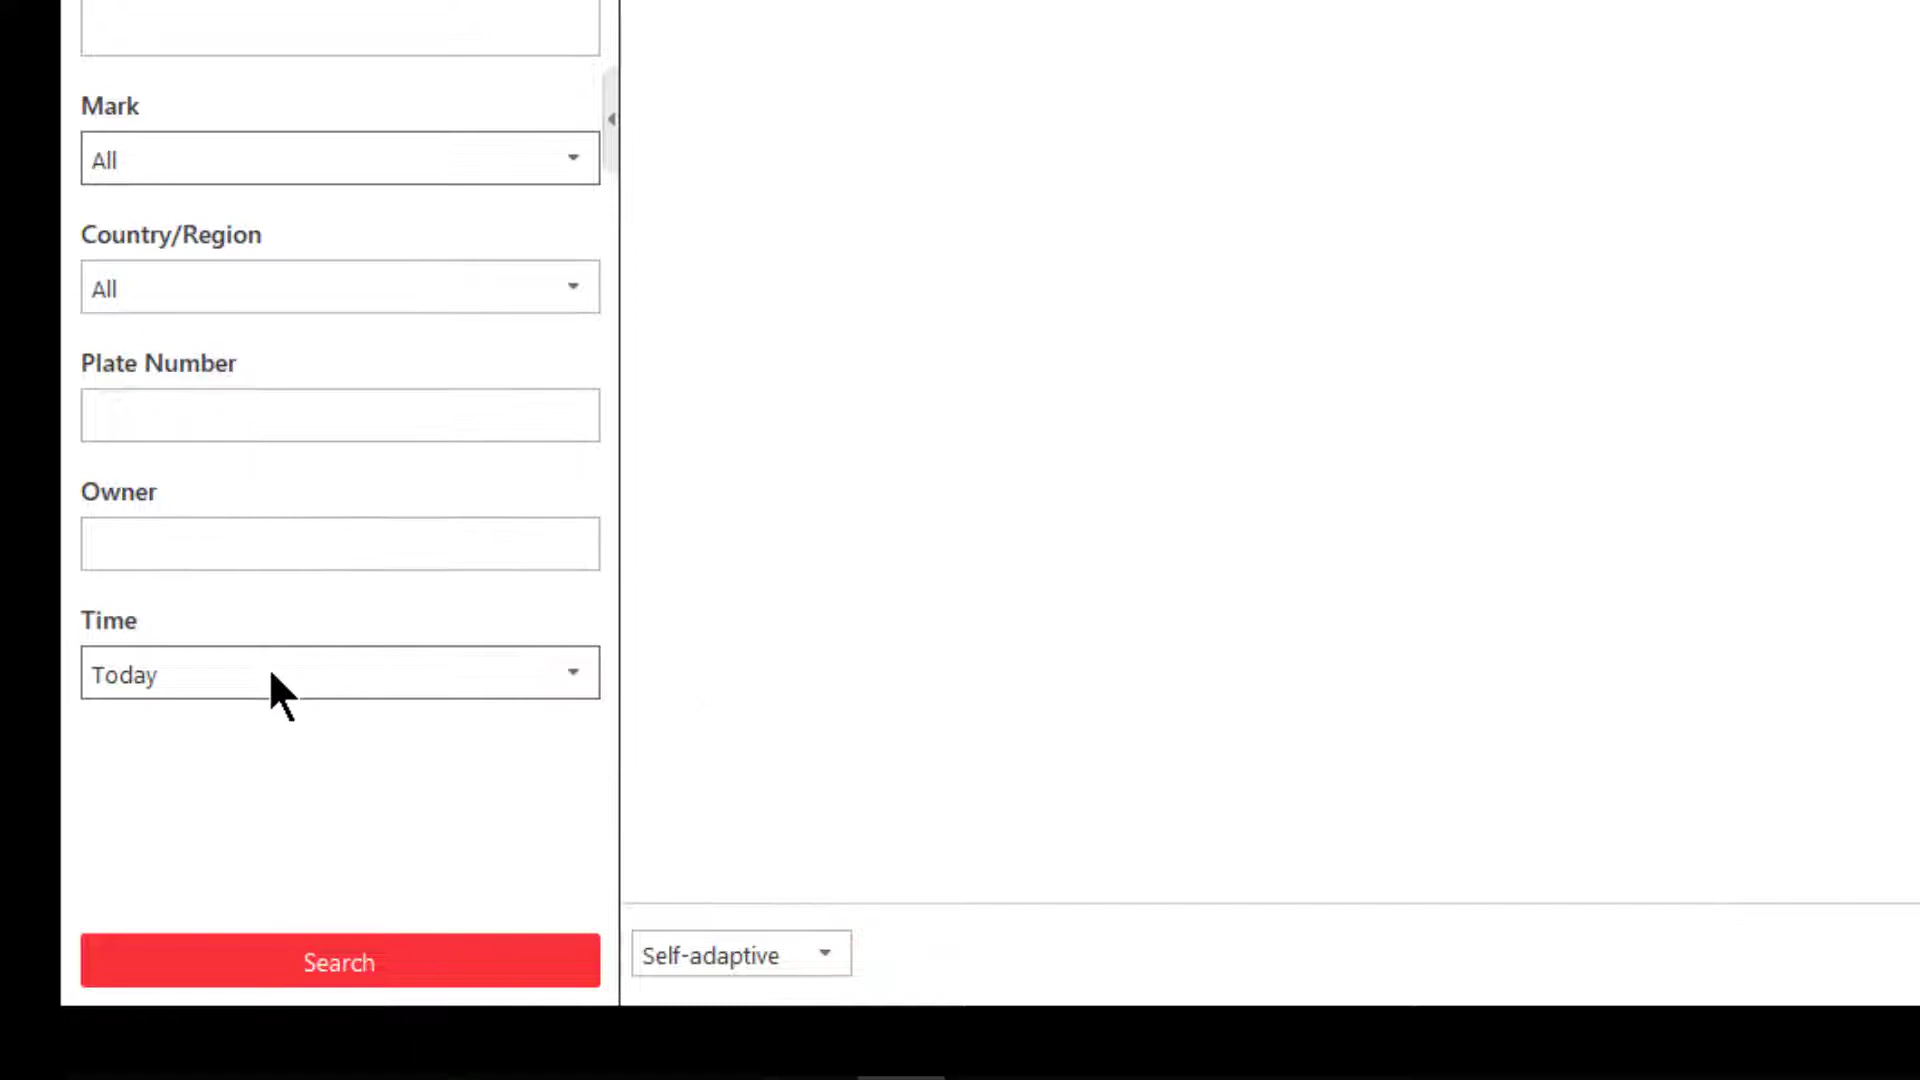 Mark
All
Country/Region
All
Plate Number
Owner
Time
Today
Search
Self-adaptive